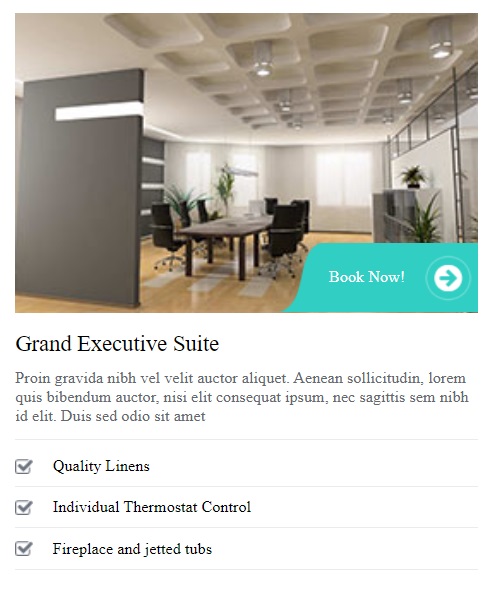 Book Now!
Grand Executive Suite
Proin gravida nibh vel velit auctor aliquet. Aenean sollicitudin, lorem
quis bibendum auctor, nisi elit consequat ipsum, nec sagittis sem nibh
id elit. Duis sed odio sit amet
Quality Linens
Individual Thermostat Control
Fireplace and jetted tubs